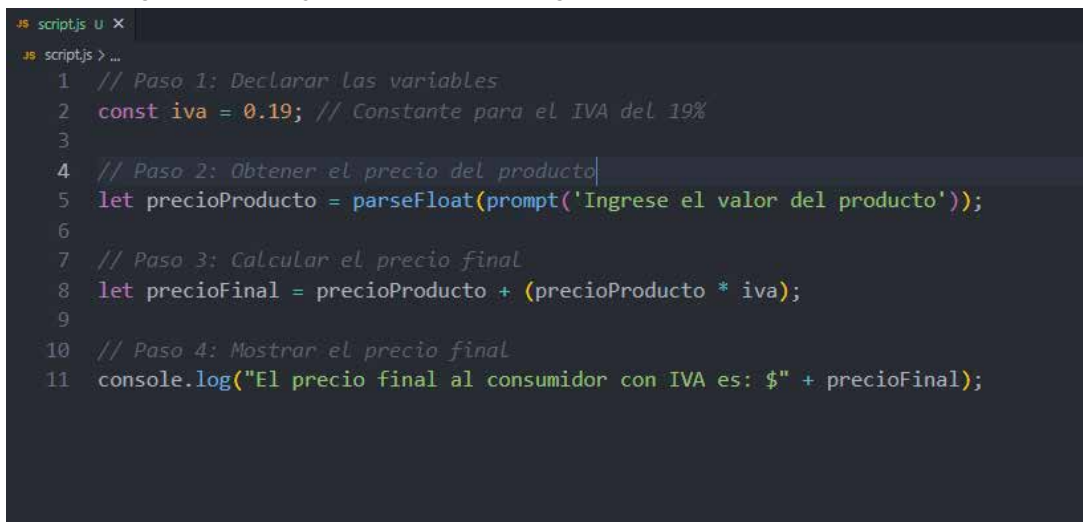 JS script.js U X
JS script.js > ...
1 // Paso 1: Declarar las variables
2 const iva = 0.19; // Constante para el IVA del 19%
3
4 // Paso 2: Obtener el precio del producto
5 let precioProducto = parseFloat(prompt('Ingrese el valor del producto'));
6
7 // Paso 3: Calcular el precio final
8 let precioFinal = precioProducto + (precioProducto * iva);
9
10 // Paso 4: Mostrar el precio final
11 console.log("El precio final al consumidor con IVA es: $" + precioFinal);